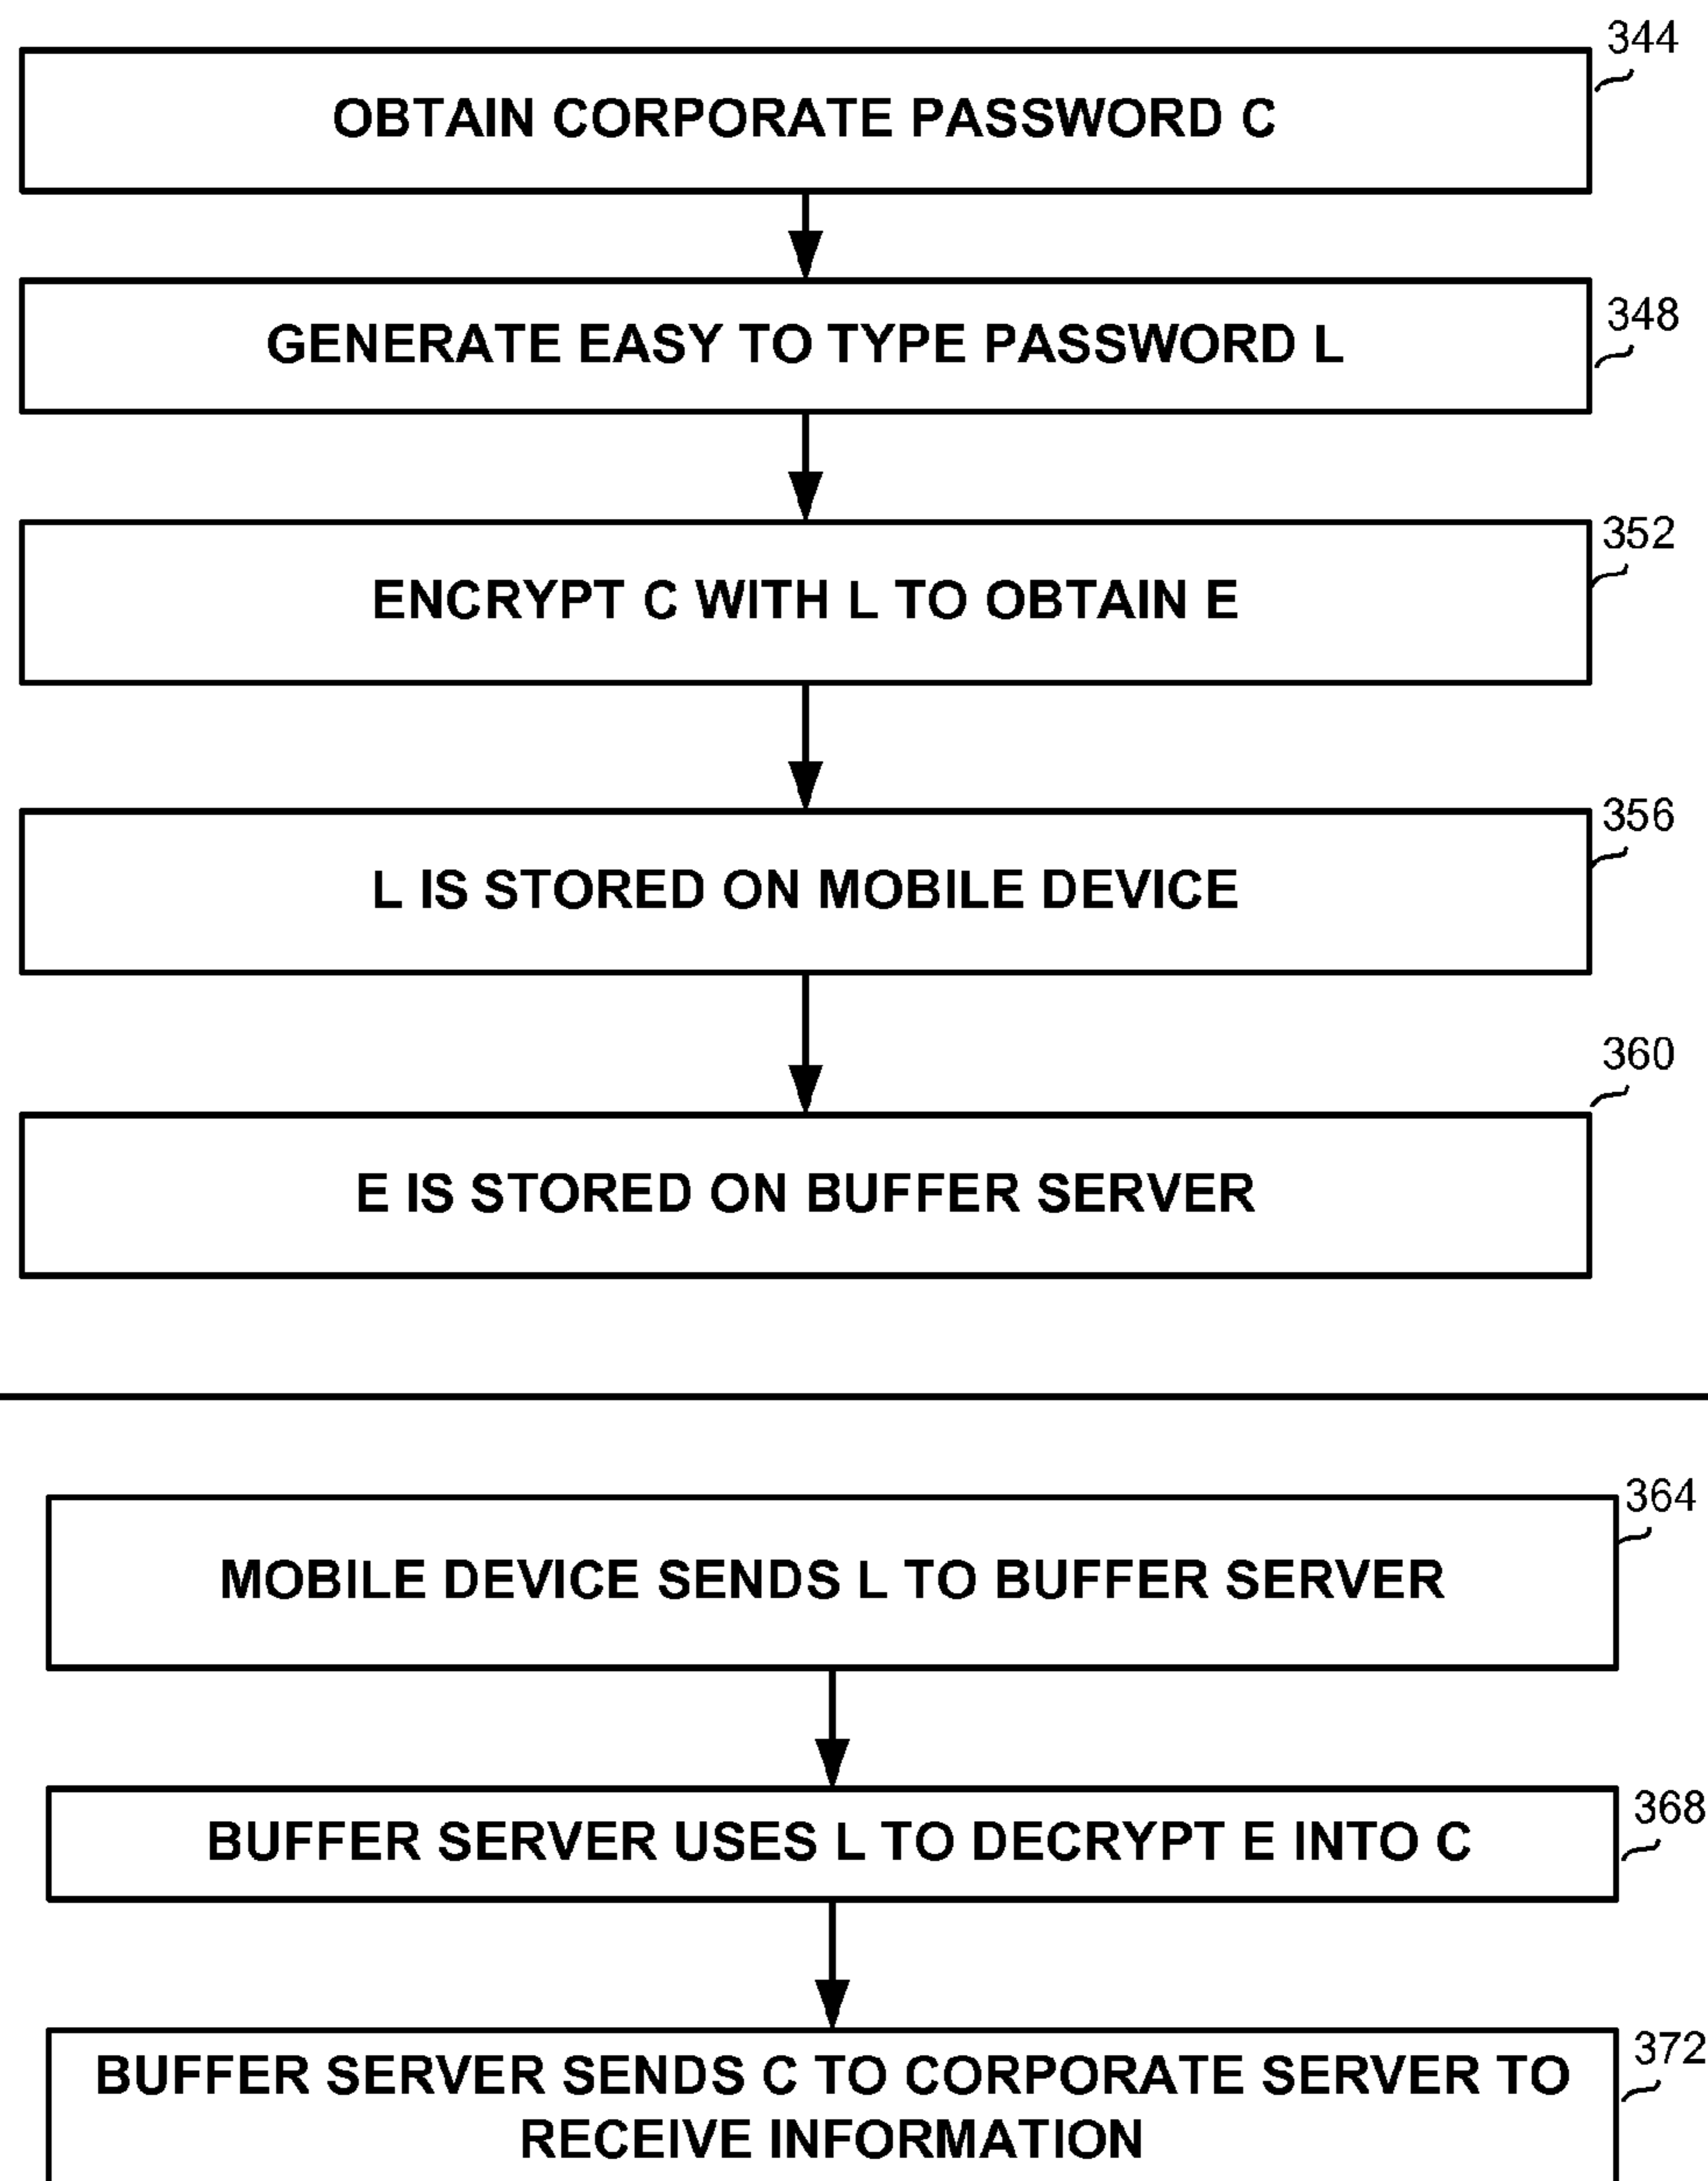 344
OBTAIN CORPORATE PASSWORD C
348
GENERATE EASY TO TYPE PASSWORD L
352
ENCRYPT C WITH L TO OBTAIN E
356
L IS STORED ON MOBILE DEVICE
360
E IS STORED ON BUFFER SERVER
364
MOBILE DEVICE SENDS L TO BUFFER SERVER
368
BUFFER SERVER USES L TO DECRYPT E INTO C
372
BUFFER SERVER SENDS C TO CORPORATE SERVER TO
RECEIVE INFORMATION